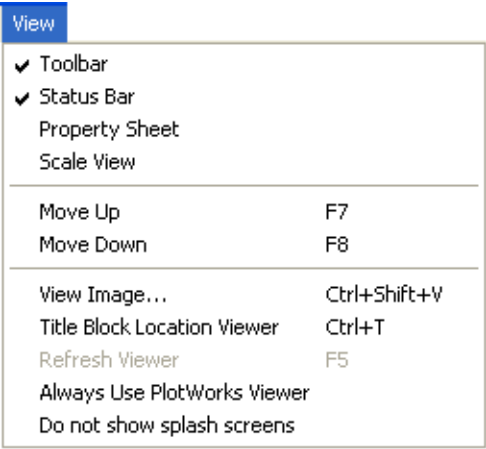 View
Toolbar
Status Bar
Property Sheet
Scale View
Move Up F7
Move Down F8
View Image... Ctrl+Shift+V
Title Block Location Viewer Ctrl+T
Refresh Viewer F5
Always Use PlotWorks Viewer
Do not show splash screens